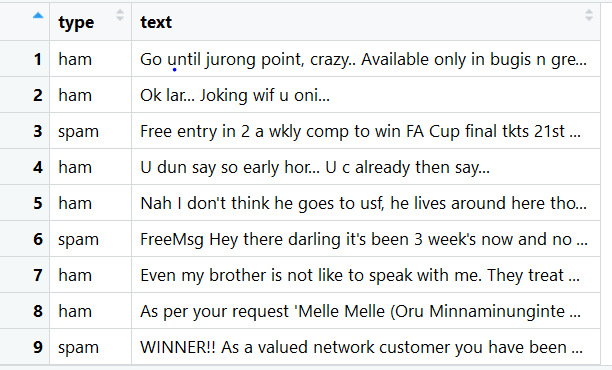 type text
1 ham Go until jurong point, crazy.. Available only in bugis n gre...
2 ham Ok lar... Joking wif u oni...
3 spam Free entry in 2 a wkly comp to win FA Cup final tkts 21st ...
4 ham U dun say so early hor... U c already then say...
5 ham Nah I don't think he goes to usf, he lives around here tho...
6 spam FreeMsg Hey there darling it's been 3 week's now and no ...
7 ham Even my brother is not like to speak with me. They treat ...
8 ham As per your request 'Melle Melle (Oru Minnaminunginte ...
9 spam WINNER!! As a valued network customer you have been ...